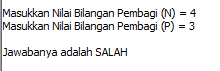 Masukkan Nilai Bilangan Pembagi (N) = 4
Masukkan Nilai Bilangan Pembagi (P) = 3
Jawabanya adalah SALAH